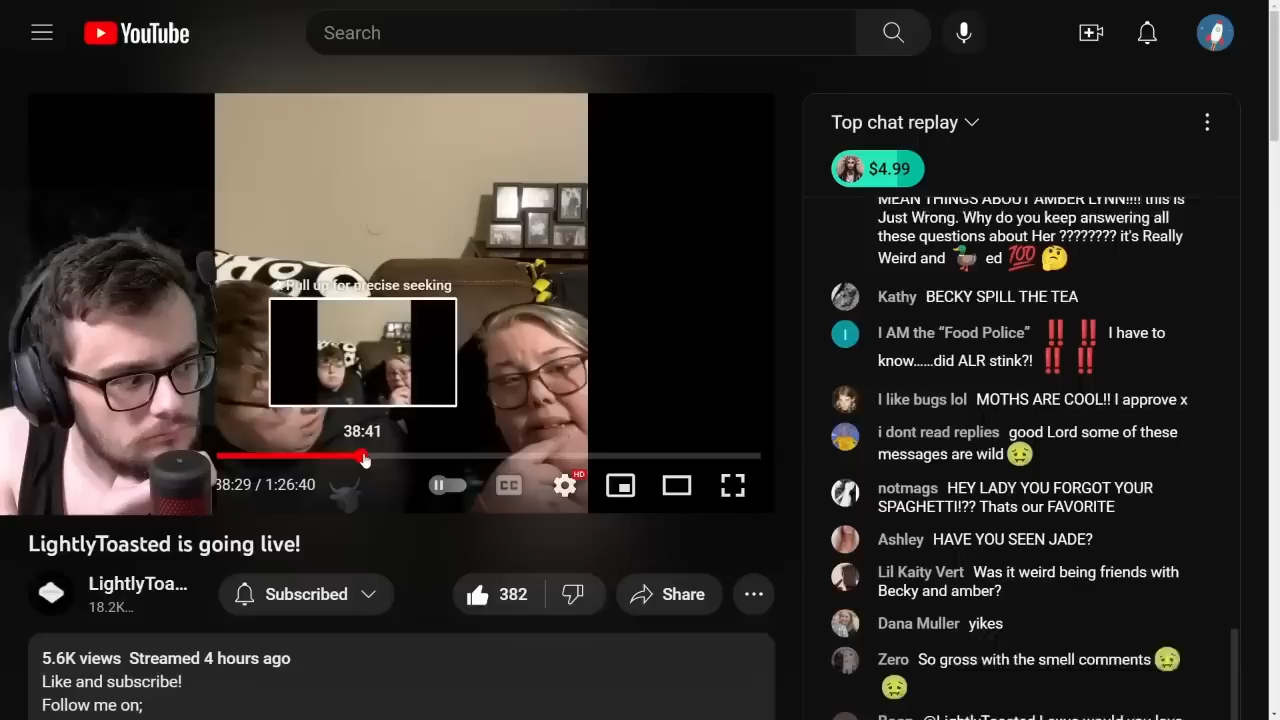 YouTube
Search
Top chat replay
$4.99
MEAN THINGS ABOUT AMBER LYNN!!!! this is
Just Wrong. Why do you keep answering all
these questions about Her ???????? it's Really
Weird and 🦆 ed 💯 🤔
Kathy BECKY SPILL THE TEA
I
I AM the “Food Police” ‼️ ‼️ I have to
know……did ALR stink?! ‼️ ‼️
I like bugs lol MOTHS ARE COOL!! I approve x
i dont read replies good Lord some of these
messages are wild 🤢
notmags HEY LADY YOU FORGOT YOUR
SPAGHETTI!?? Thats our FAVORITE
Ashley HAVE YOU SEEN JADE?
Lil Kaity Vert Was it weird being friends with
Becky and amber?
Dana Muller yikes
Zero So gross with the smell comments 🤢
🤢
Pull up for precise seeking
38:41
38:29 / 1:26:40
CC
HD
LightlyToasted is going live!
LightlyToa...
18.2K...
Subscribed
382
Share
5.6K views Streamed 4 hours ago
Like and subscribe!
Follow me on;